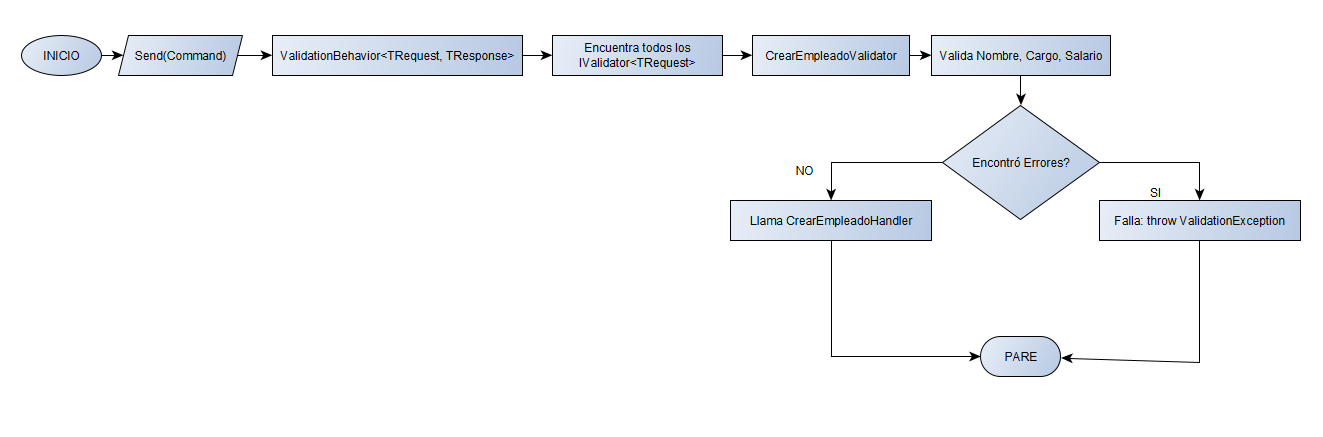 INICIO
Send(Command)
ValidationBehavior<TRequest, TResponse>
Encuentra todos los
IValidator<TRequest>
CrearEmpleadoValidator
Valida Nombre, Cargo, Salario
Encontró Errores?
NO
SI
Llama CrearEmpleadoHandler
Falla: throw ValidationException
PARE